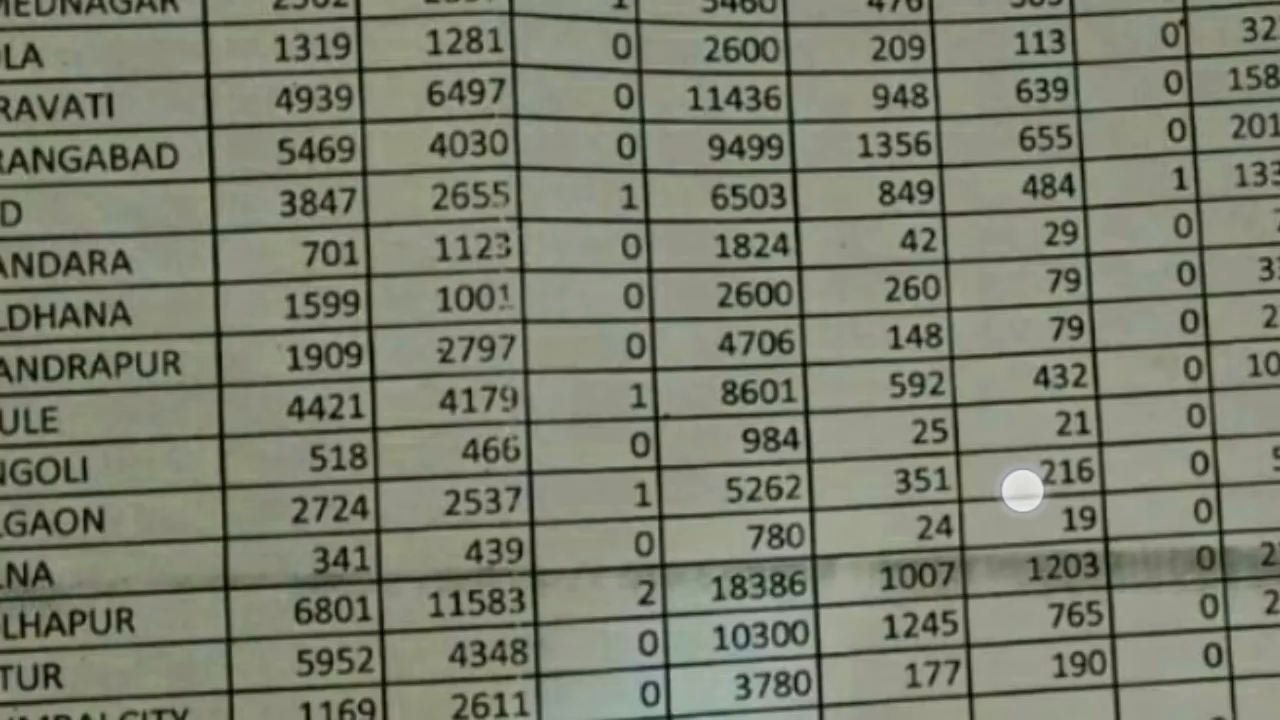 MEDNAGAR 1 5460 476
OLA 1319 1281 0 2600 209 113 0 32
RAVATI 4939 6497 0 11436 948 639 0 158
RANGABAD 5469 4030 0 9499 1356 655 0 201
D 3847 2655 1 6503 849 484 1 133
ANDARA 701 1123 0 1824 42 29 0
LDHANA 1599 1001 0 2600 260 79 0 3
ANDRAPUR 1909 2797 0 4706 148 79 0 2
ULE 4421 4179 1 8601 592 432 0 10
NGOLI 518 466 0 984 25 21 0
LGAON 2724 2537 1 5262 351 216 0 5
LNA 341 439 0 780 24 19 0
LHAPUR 6801 11583 2 18386 1007 1203 0 2
TUR 5952 4348 0 10300 1245 765 0 2
CITY 1169 2611 0 3780 177 190 0